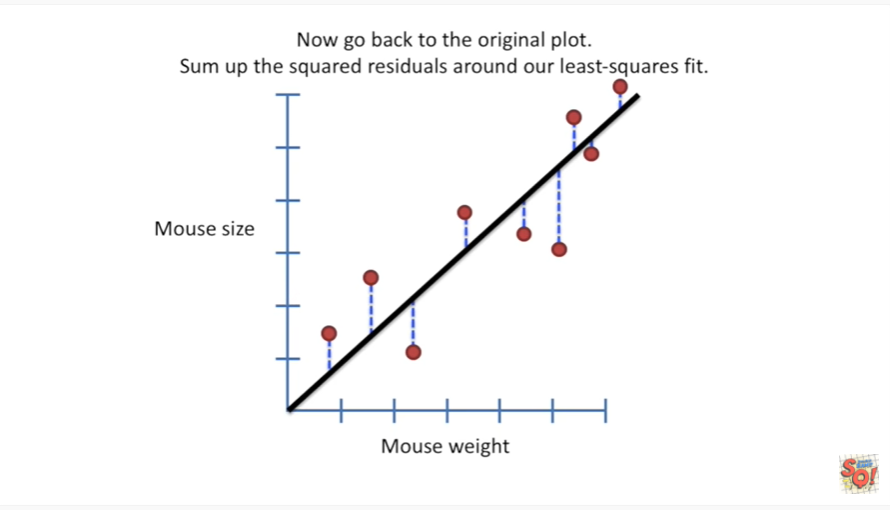 Now go back to the original plot.
Sum up the squared residuals around our least-squares fit.
Mouse size
Mouse weight
SQ!